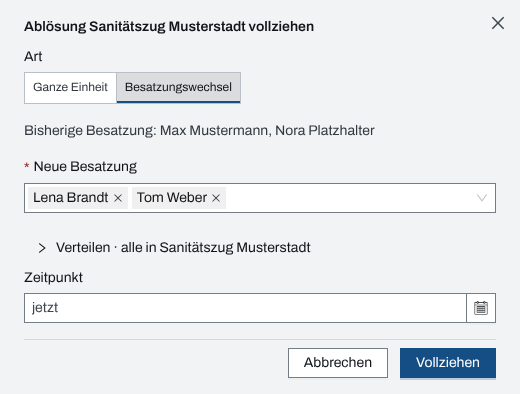 Ablösung Sanitätszug Musterstadt vollziehen
Art
Ganze Einheit Besatzungswechsel
Bisherige Besatzung: Max Mustermann, Nora Platzhalter
* Neue Besatzung
Lena Brandt Tom Weber
Verteilen · alle in Sanitätszug Musterstadt
Zeitpunkt
jetzt
Abbrechen Vollziehen